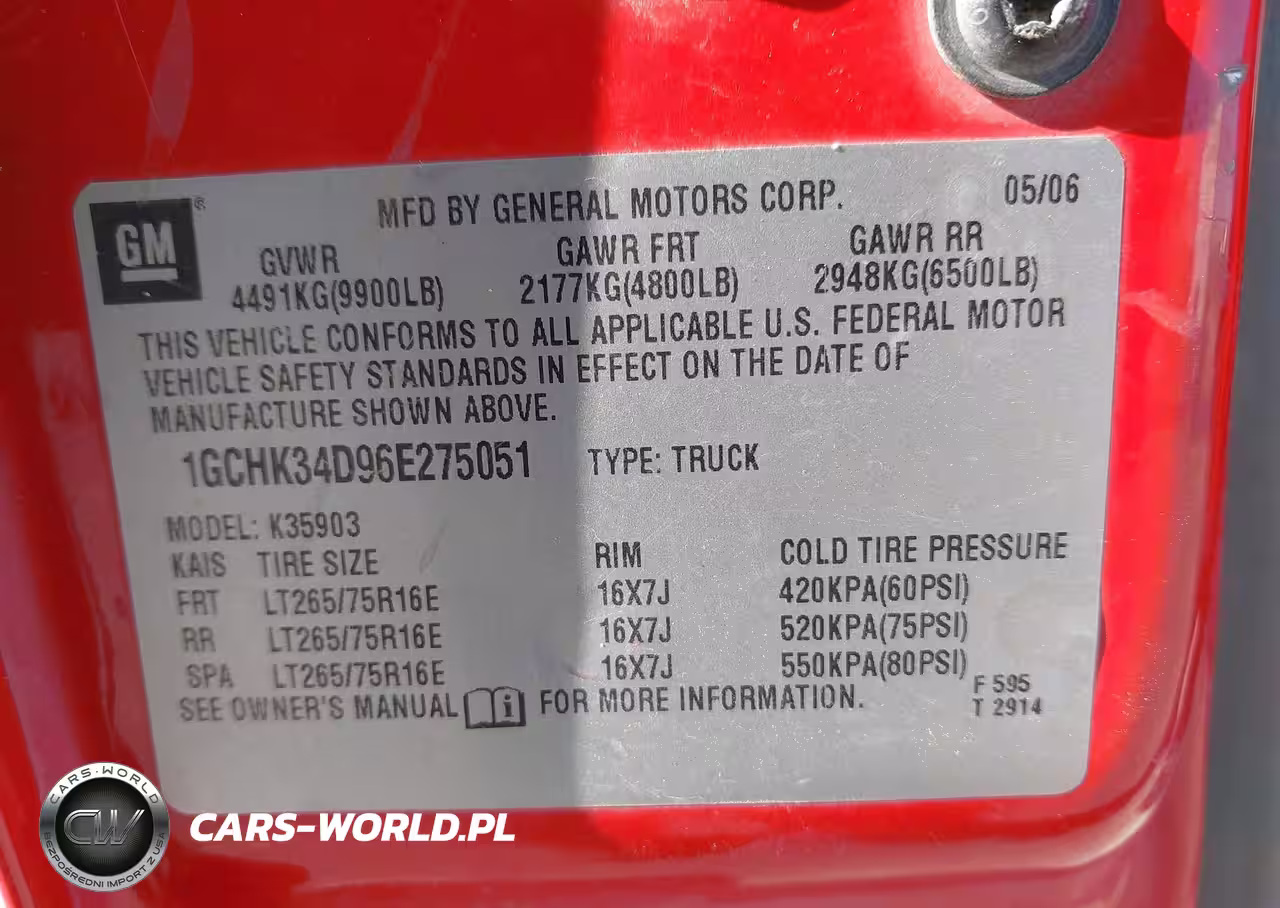 GM ®
MFD BY GENERAL MOTORS CORP. 05/06
GVWR GAWR FRT GAWR RR
4491KG(9900LB) 2177KG(4800LB) 2948KG(6500LB)
THIS VEHICLE CONFORMS TO ALL APPLICABLE U.S. FEDERAL MOTOR
VEHICLE SAFETY STANDARDS IN EFFECT ON THE DATE OF
MANUFACTURE SHOWN ABOVE.
1GCHK34D96E275051 TYPE: TRUCK
MODEL: K35903
KAIS TIRE SIZE RIM COLD TIRE PRESSURE
FRT LT265/75R16E 16X7J 420KPA(60PSI)
RR LT265/75R16E 16X7J 520KPA(75PSI)
SPA LT265/75R16E 16X7J 550KPA(80PSI)
SEE OWNER'S MANUAL i FOR MORE INFORMATION.
F 595
T 2914
CARS-WORLD
CW
BEZPOŚREDNI IMPORT Z USA
CARS-WORLD.PL